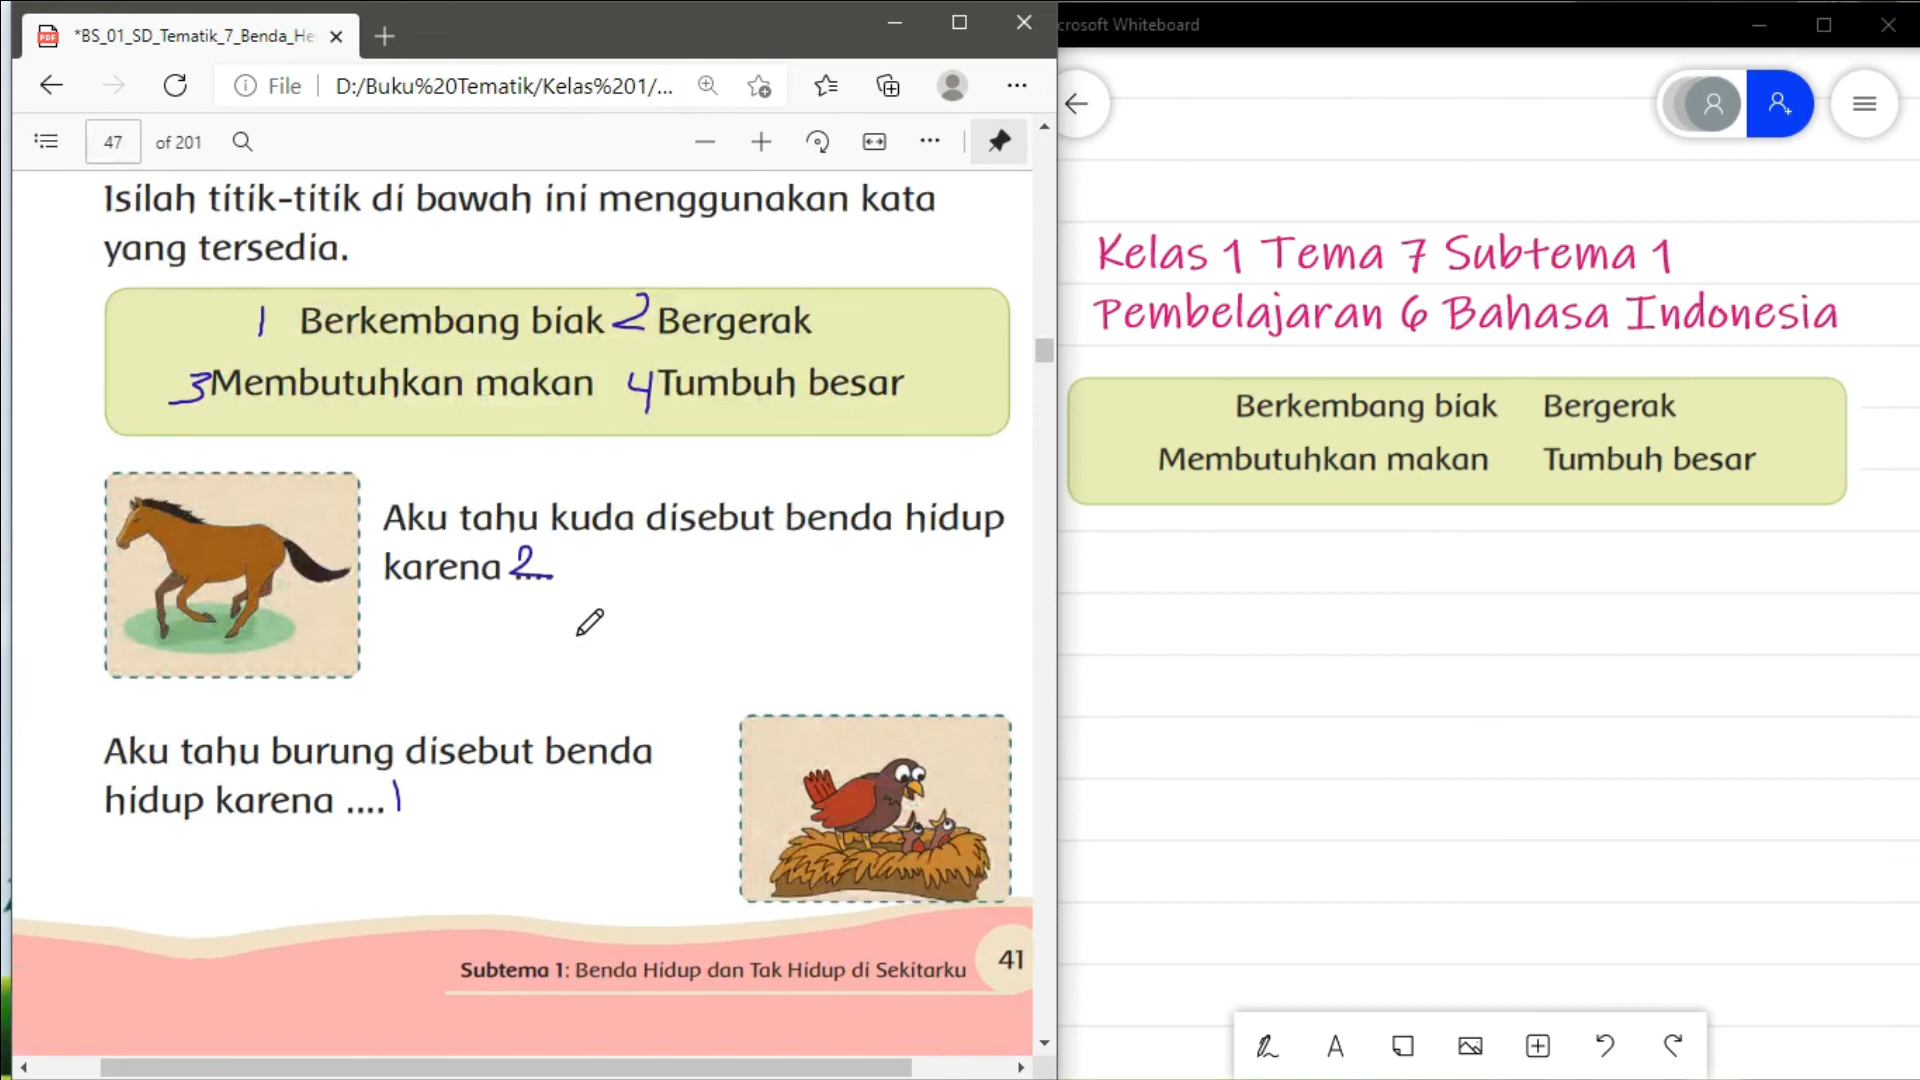 *BS_01_SD_Tematik_7_Benda_He
File
D:/Buku%20Tematik/Kelas%201/...
47 of 201
Isilah titik-titik di bawah ini menggunakan kata
yang tersedia.
1 Berkembang biak 2 Bergerak
3 Membutuhkan makan 4 Tumbuh besar
Aku tahu kuda disebut benda hidup
karena .... 2
Aku tahu burung disebut benda
hidup karena .... 1
Subtema 1: Benda Hidup dan Tak Hidup di Sekitarku
41
crosoft Whiteboard
Kelas 1 Tema 7 Subtema 1
Pembelajaran 6 Bahasa Indonesia
Berkembang biak Bergerak
Membutuhkan makan Tumbuh besar